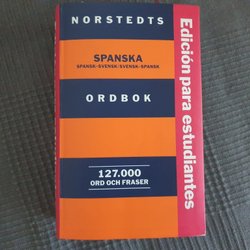 NORSTEDTS
SPANSKA
SPANSK-SVENSK/SVENSK-SPANSK
ORDBOK
127.000
ORD OCH FRASER
Edición para estudiantes